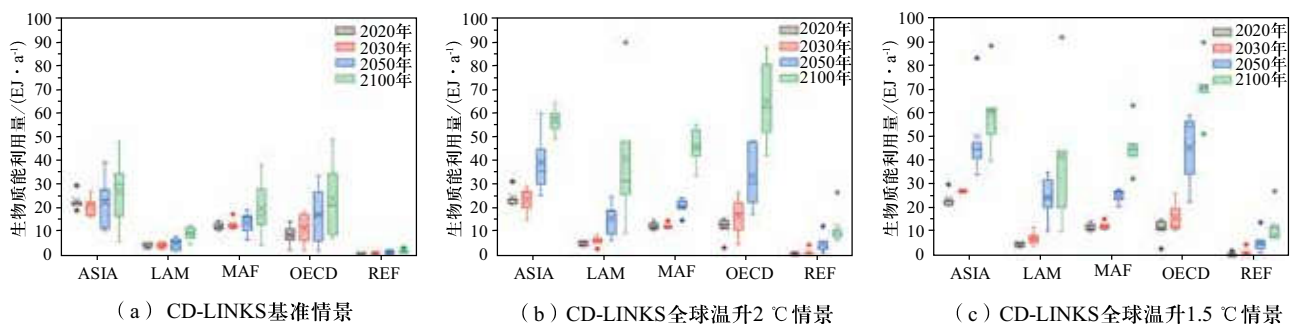 生物质能利用量/(EJ·a⁻¹)
100
90
80
70
60
50
40
30
20
10
0
2020年
2030年
2050年
2100年
ASIA LAM MAF OECD REF
(a) CD-LINKS基准情景
生物质能利用量/(EJ·a⁻¹)
100
90
80
70
60
50
40
30
20
10
0
2020年
2030年
2050年
2100年
ASIA LAM MAF OECD REF
(b) CD-LINKS全球温升2 ℃情景
生物质能利用量/(EJ·a⁻¹)
100
90
80
70
60
50
40
30
20
10
0
2020年
2030年
2050年
2100年
ASIA LAM MAF OECD REF
(c) CD-LINKS全球温升1.5 ℃情景